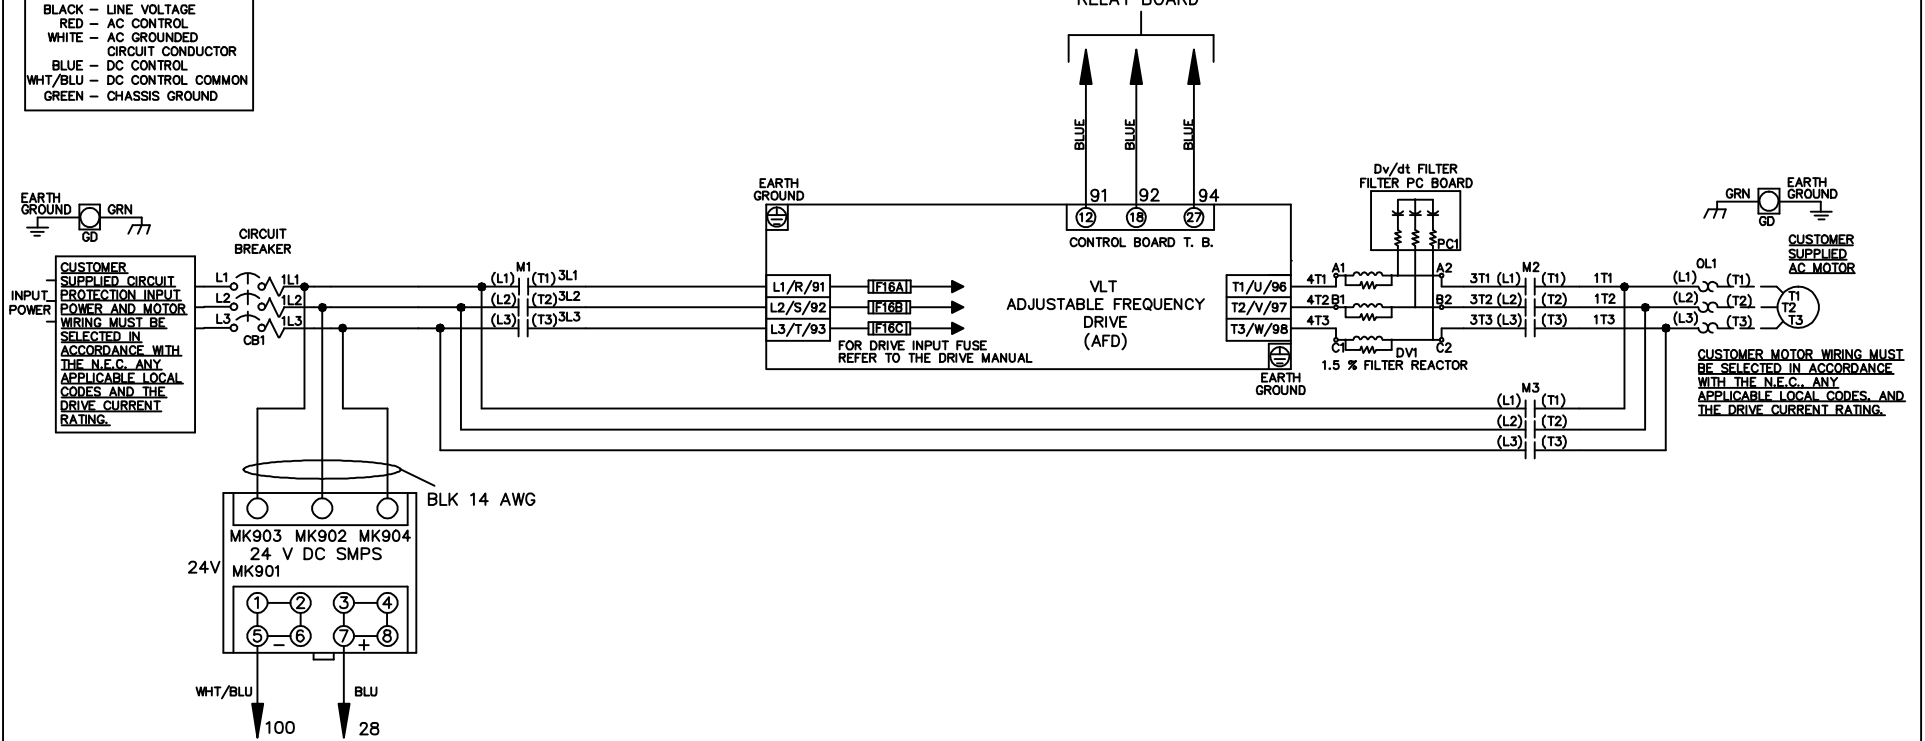 BLACK – LINE VOLTAGE
RED – AC CONTROL
WHITE – AC GROUNDED
CIRCUIT CONDUCTOR
BLUE – DC CONTROL
WHT/BLU – DC CONTROL COMMON
GREEN – CHASSIS GROUND
RELAY BOARD
BLUE
BLUE
BLUE
91
92
94
12
18
27
CONTROL BOARD T. B.
EARTH
GROUND
GRN
GD
CIRCUIT
BREAKER
INPUT
POWER
CUSTOMER
SUPPLIED CIRCUIT
PROTECTION INPUT
POWER AND MOTOR
WIRING MUST BE
SELECTED IN
ACCORDANCE WITH
THE N.E.C. ANY
APPLICABLE LOCAL
CODES AND THE
DRIVE CURRENT
RATING.
L1
L2
L3
1L1
1L2
1L3
CB1
M1
(L1) (T1) 3L1
(L2) (T2) 3L2
(L3) (T3) 3L3
EARTH
GROUND
L1/R/91
L2/S/92
L3/T/93
F16A
F16B
F16C
FOR DRIVE INPUT FUSE
REFER TO THE DRIVE MANUAL
VLT
ADJUSTABLE FREQUENCY
DRIVE
(AFD)
T1/U/96
T2/V/97
T3/W/98
EARTH
GROUND
Dv/dt FILTER
FILTER PC BOARD
PC1
4T1
A1
A2
4T2
B1
B2
4T3
C1
C2
DV1
1.5 % FILTER REACTOR
M2
3T1 (L1) (T1) 1T1
3T2 (L2) (T2) 1T2
3T3 (L3) (T3) 1T3
M3
(L1) (T1)
(L2) (T2)
(L3) (T3)
GRN
EARTH
GROUND
GD
CUSTOMER
SUPPLIED
AC MOTOR
OL1
(L1) (T1)
(L2) (T2)
(L3) (T3)
T1
T2
T3
CUSTOMER MOTOR WIRING MUST
BE SELECTED IN ACCORDANCE
WITH THE N.E.C., ANY
APPLICABLE LOCAL CODES, AND
THE DRIVE CURRENT RATING.
BLK 14 AWG
MK903 MK902 MK904
24 V DC SMPS
24V
MK901
1 2 3 4
5 6 7 8
– +
WHT/BLU
BLU
100
28